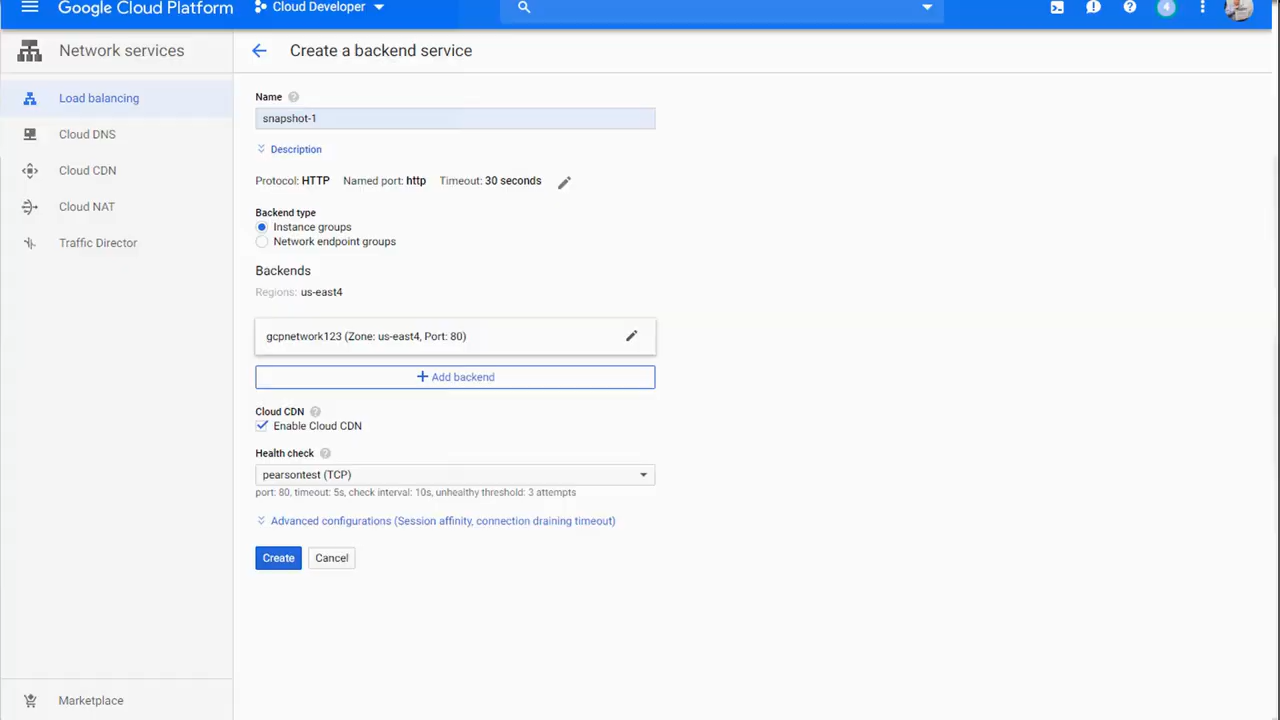 Google Cloud Platform
Cloud Developer
4
Network services
Create a backend service
Load balancing
Cloud DNS
Cloud CDN
Cloud NAT
Traffic Director
Marketplace
Name
snapshot-1
Description
Protocol: HTTP Named port: http Timeout: 30 seconds
Backend type
Instance groups
Network endpoint groups
Backends
Regions: us-east4
gcpnetwork123 (Zone: us-east4, Port: 80)
+ Add backend
Cloud CDN
Enable Cloud CDN
Health check
pearsontest (TCP)
port: 80, timeout: 5s, check interval: 10s, unhealthy threshold: 3 attempts
Advanced configurations (Session affinity, connection draining timeout)
Create Cancel